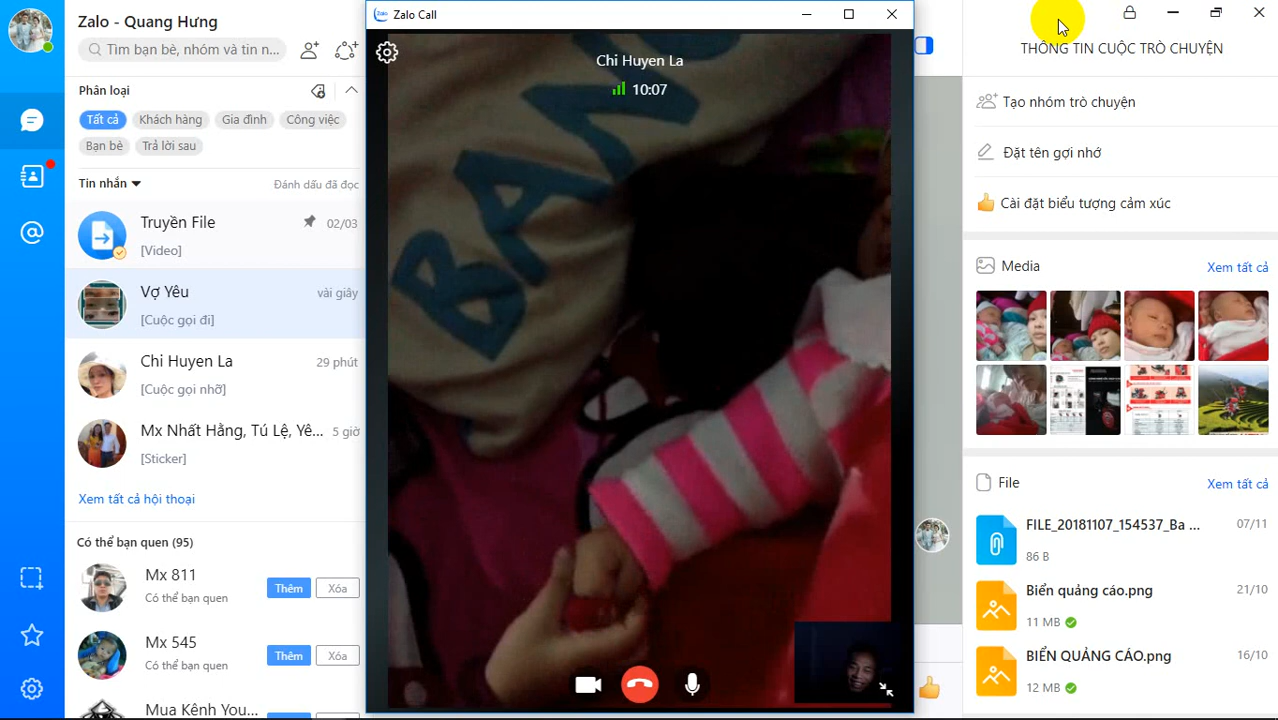 Zalo - Quang Hưng
Tìm bạn bè, nhóm và tin n...
Phân loại
Tất cả
Khách hàng
Gia đình
Công việc
Bạn bè
Trả lời sau
Tin nhắn
Đánh dấu đã đọc
Truyền File
02/03
[Video]
Vợ Yêu
vài giây
[Cuộc gọi đi]
Chi Huyen La
29 phút
[Cuộc gọi nhỡ]
Mx Nhất Hằng, Tú Lệ, Yê...
5 giờ
[Sticker]
Xem tất cả hội thoại
Có thể bạn quen (95)
Mx 811
Có thể bạn quen
Thêm
Xóa
Mx 545
Có thể bạn quen
Thêm
Xóa
Mua Kênh You...
Zalo Call
Chi Huyen La
10:07
BANG
THÔNG TIN CUỘC TRÒ CHUYỆN
Tạo nhóm trò chuyện
Đặt tên gợi nhớ
Cài đặt biểu tượng cảm xúc
Media
Xem tất cả
File
Xem tất cả
FILE_20181107_154537_Ba ...
07/11
86 B
Biển quảng cáo.png
21/10
11 MB
BIỂN QUẢNG CÁO.png
16/10
12 MB